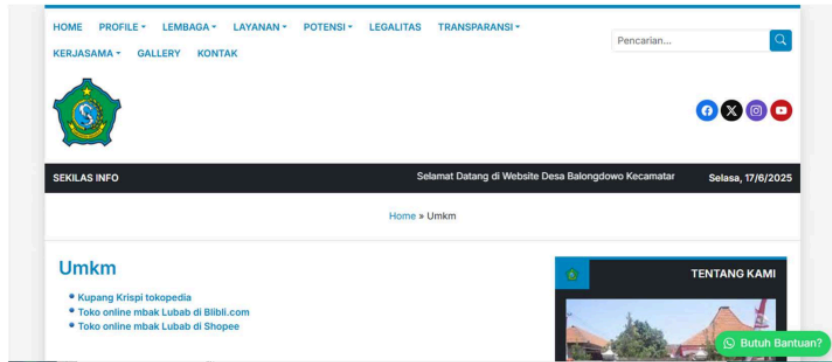 HOME PROFILE LEMBAGA LAYANAN POTENSI LEGALITAS TRANSPARANSI
Pencarian...
KERJASAMA GALLERY KONTAK
SEKILAS INFO Selamat Datang di Website Desa Balongdowo Kecamatan Selasa, 17/6/2025
Home » Umkm
Umkm
TENTANG KAMI
Kupang Krispi tokopedia
Toko online mbak Lubab di Blibli.com
Toko online mbak Lubab di Shopee
Butuh Bantuan?